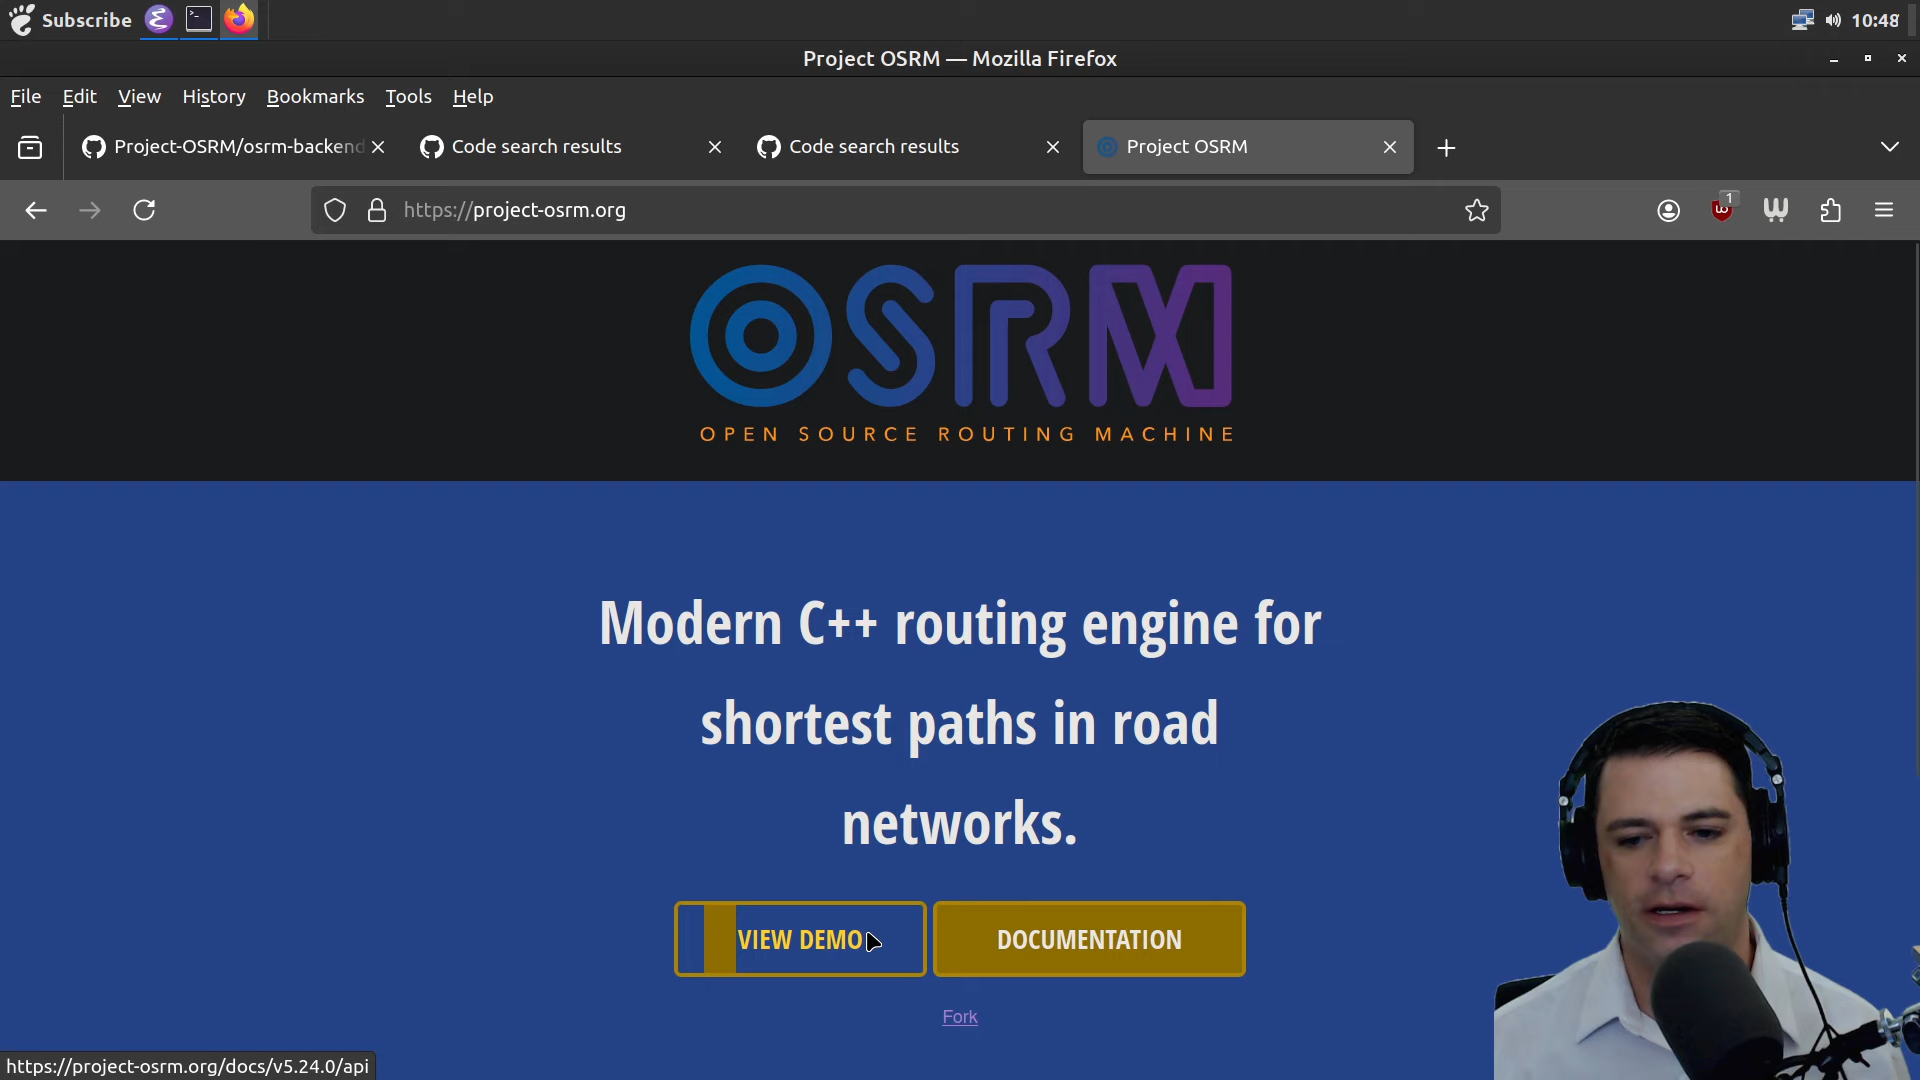 Subscribe
10:48
Project OSRM — Mozilla Firefox
File Edit View History Bookmarks Tools Help
Project-OSRM/osrm-backend
Code search results
Code search results
Project OSRM
https://project-osrm.org
1
OSRM
OPEN SOURCE ROUTING MACHINE
Modern C++ routing engine for
shortest paths in road
networks.
VIEW DEMO
DOCUMENTATION
Fork
https://project-osrm.org/docs/v5.24.0/api